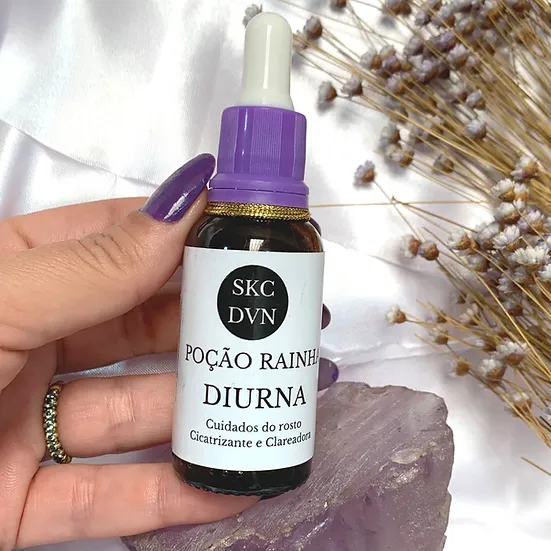 SKC
DVN
POÇÃO RAINHA
DIURNA
Cuidados do rosto
Cicatrizante e Clareadora